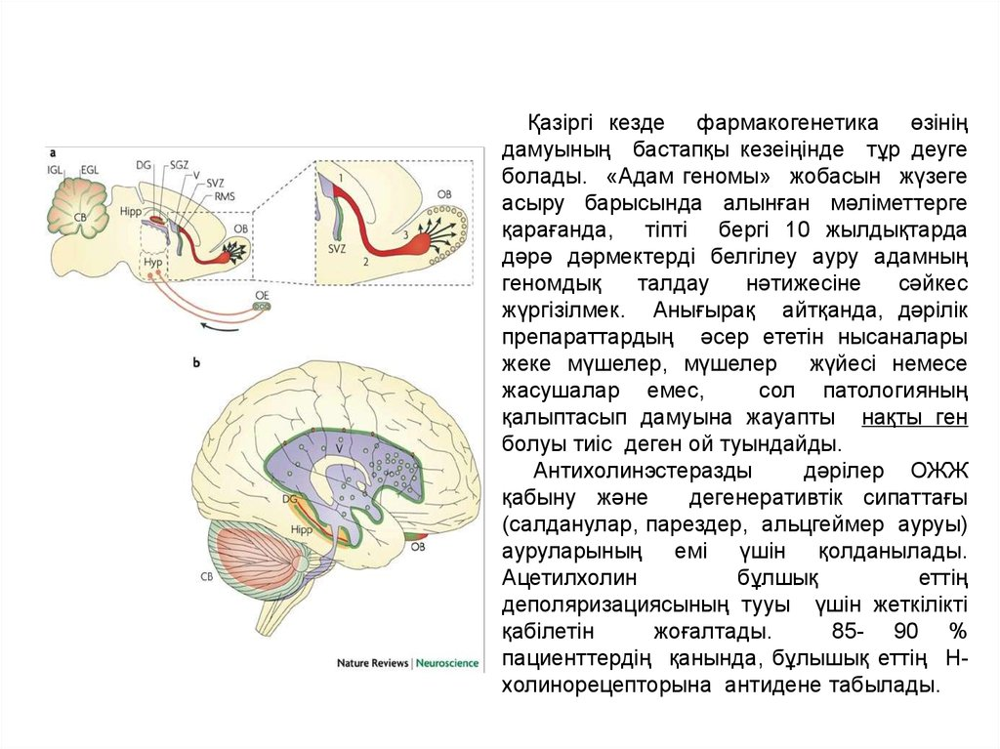 a
IGL EGL DG SGZ V SVZ RMS
CB Hipp OB
Hyp
OE
1 OB
3
SVZ 2
b
V
DG
Hipp
OB
CB
Nature Reviews | Neuroscience
Қазіргі кезде фармакогенетика өзінің
дамуының бастапқы кезеіңінде тұр деуге
болады. «Адам геномы» жобасын жүзеге
асыру барысында алынған мәліметтерге
қарағанда, тіпті бергі 10 жылдықтарда
дәрә дәрмектерді белгілеу ауру адамның
геномдық талдау нәтижесіне сәйкес
жүргізілмек. Анығырақ айтқанда, дәрілік
препараттардың әсер ететін нысаналары
жеке мүшелер, мүшелер жүйесі немесе
жасушалар емес, сол патологияның
қалыптасып дамуына жауапты нақты ген
болуы тиіс деген ой туындайды.
Антихолинэстеразды дәрілер ОЖЖ
қабыну және дегенеративтік сипаттағы
(салданулар, парездер, альцгеймер ауруы)
ауруларының емі үшін қолданылады.
Ацетилхолин бұлшық еттің
деполяризациясының тууы үшін жеткілікті
қабілетін жоғалтады. 85- 90 %
пациенттердің қанында, бұлышық еттің Н-
холинорецепторына антидене табылады.